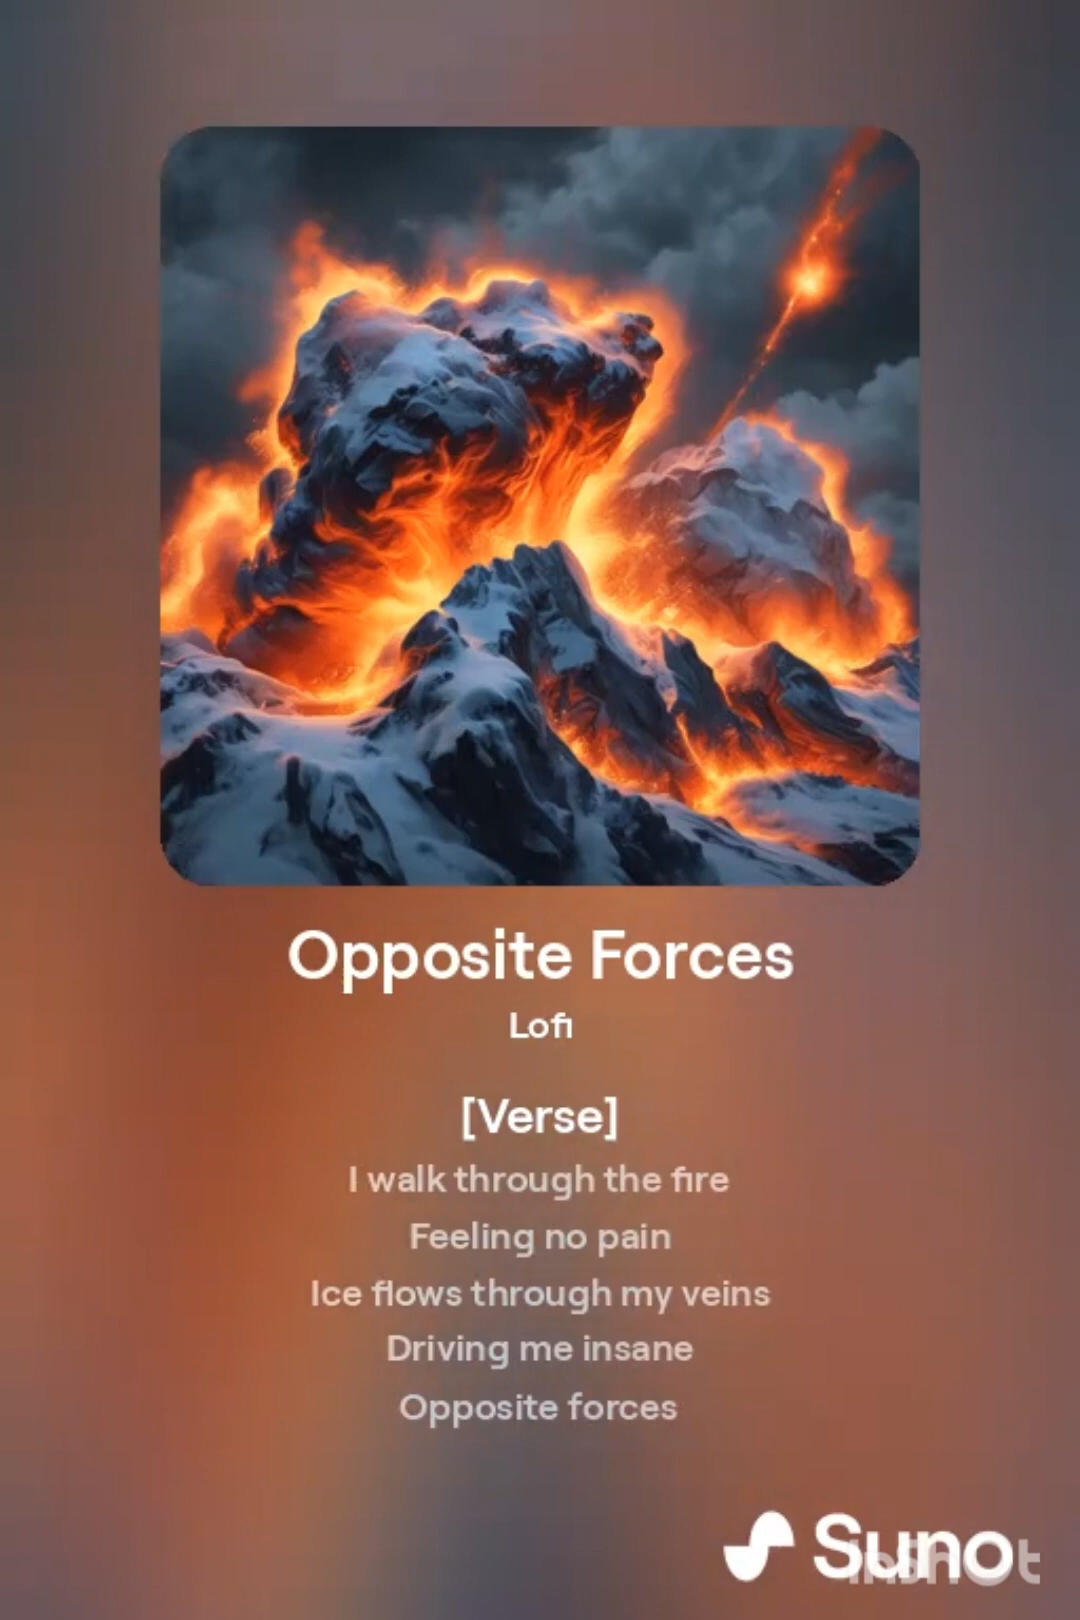 Opposite Forces
Lofi
[Verse]
I walk through the fire
Feeling no pain
Ice flows through my veins
Driving me insane
Opposite forces
Suno
InShot